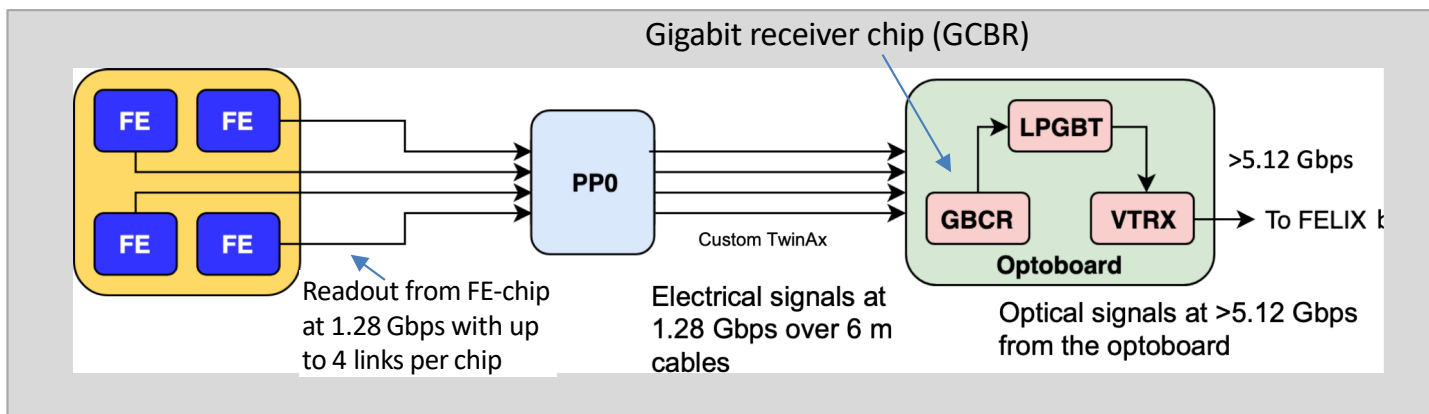 Gigabit receiver chip (GCBR)
FE
FE
FE
FE
PP0
LPGBT
GBCR
VTRX
Optoboard
>5.12 Gbps
To FELIX b
Custom TwinAx
Readout from FE-chip
at 1.28 Gbps with up
to 4 links per chip
Electrical signals at
1.28 Gbps over 6 m
cables
Optical signals at >5.12 Gbps
from the optoboard